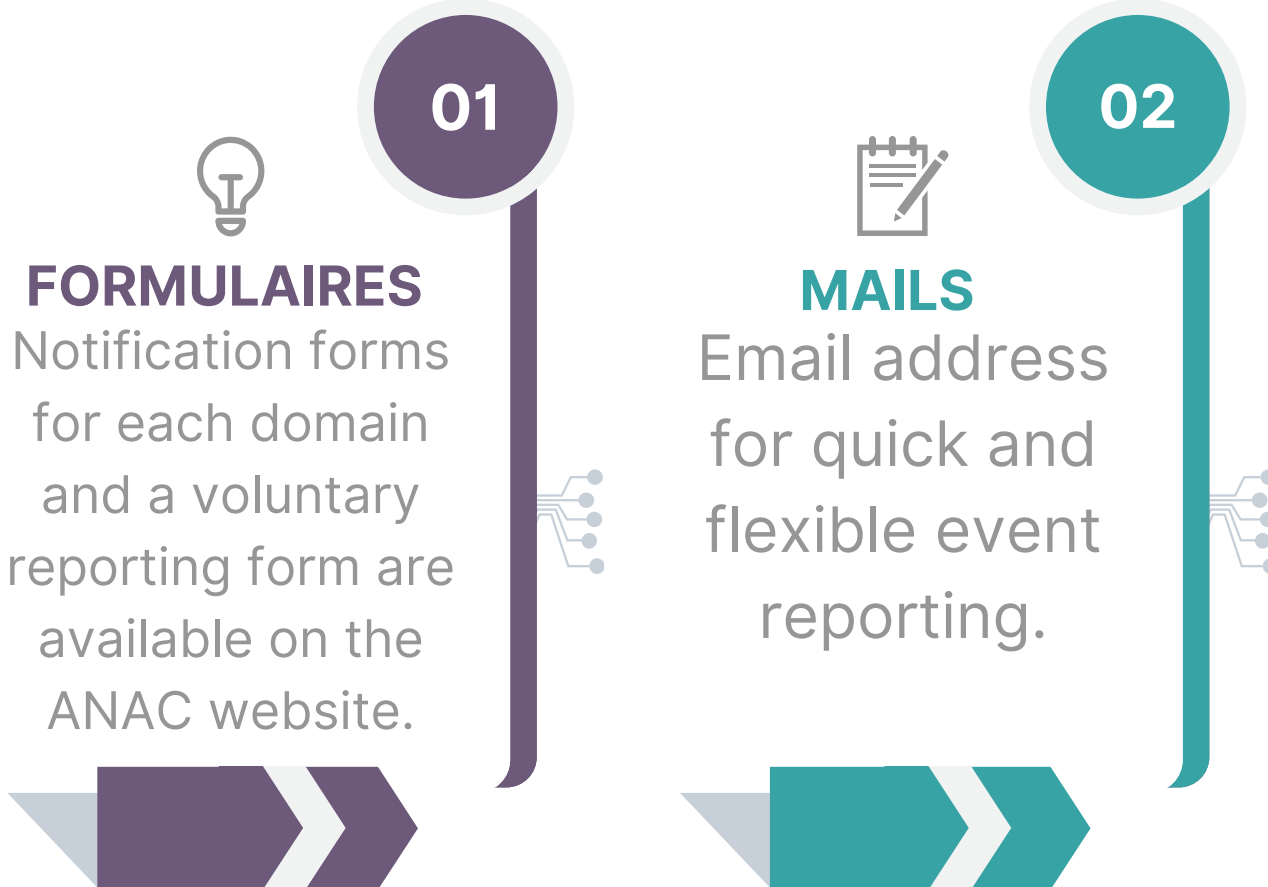 01
FORMULAIRES
Notification forms
for each domain
and a voluntary
reporting form are
available on the
ANAC website.
02
MAILS
Email address
for quick and
flexible event
reporting.